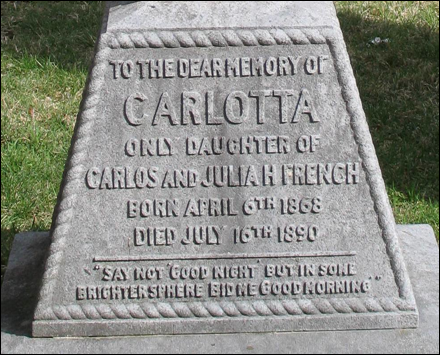 TO THE DEAR MEMORY OF
CARLOTTA
ONLY DAUGHTER OF
CARLOS AND JULIA H FRENCH
BORN APRIL 6TH 1868
DIED JULY 16TH 1890
"SAY NOT 'GOOD NIGHT' BUT IN SOME
BRIGHTER SPHERE BID ME GOOD MORNING"